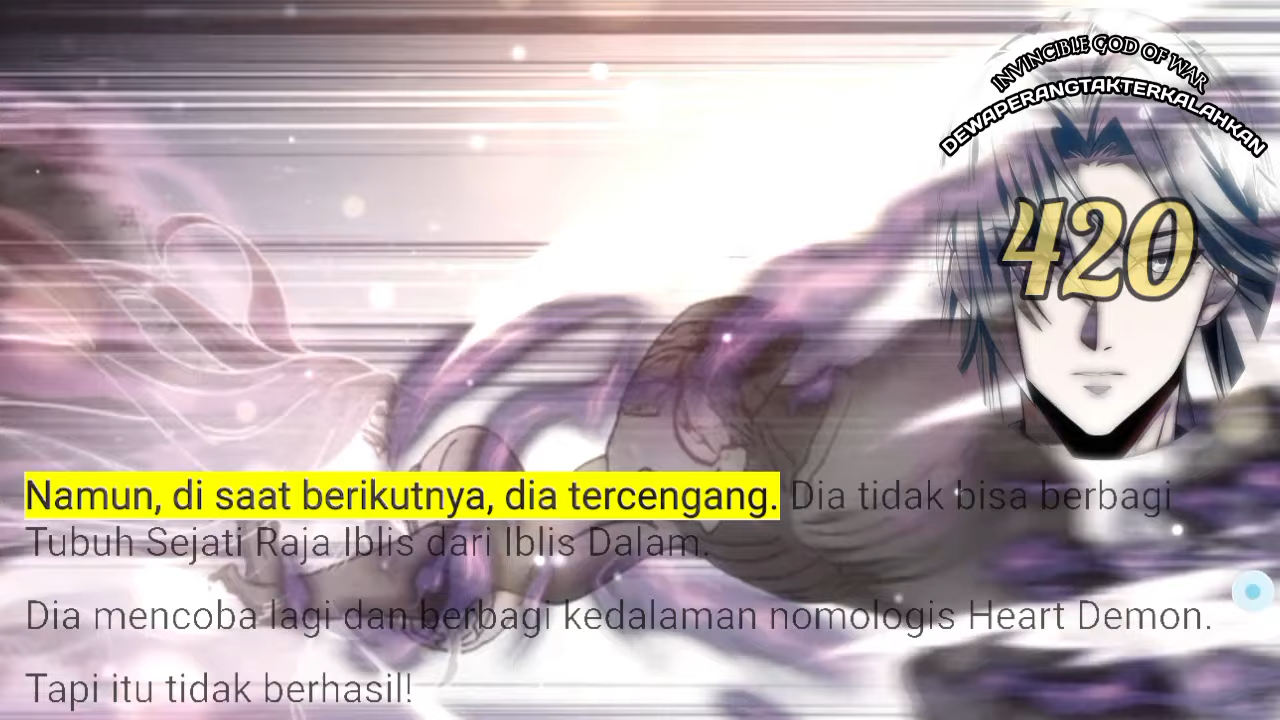 INVINCIBLE GOD OF WAR
DEWAPERANGTAKTERKALAHKAN
420
Namun, di saat berikutnya, dia tercengang. Dia tidak bisa berbagi
Tubuh Sejati Raja Iblis dari Iblis Dalam.
Dia mencoba lagi dan berbagi kedalaman nomologis Heart Demon.
Tapi itu tidak berhasil!